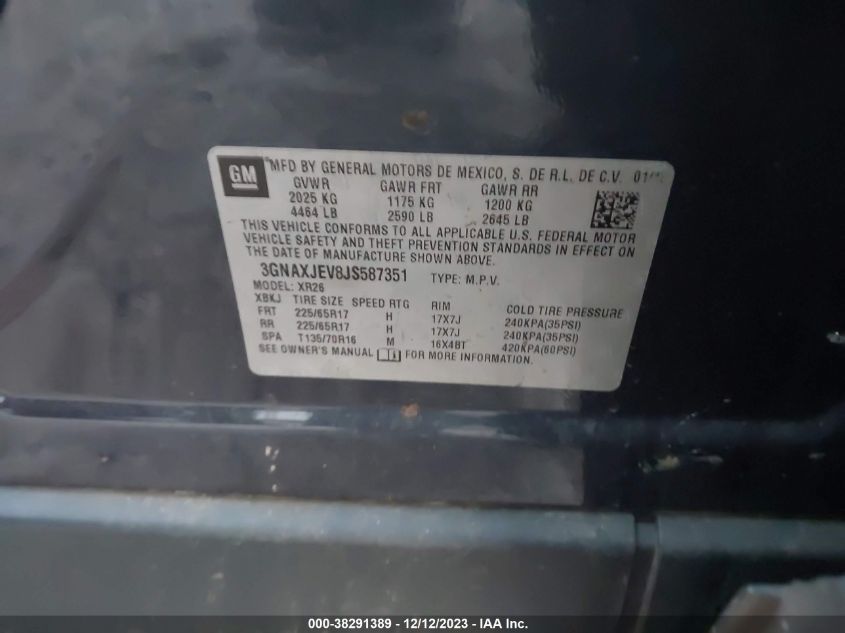 GM
MFD BY GENERAL MOTORS DE MEXICO, S. DE R.L. DE C.V.
GVWR GAWR FRT GAWR RR
2025 KG 1175 KG 1200 KG
4464 LB 2590 LB 2645 LB
THIS VEHICLE CONFORMS TO ALL APPLICABLE U.S. FEDERAL MOTOR
VEHICLE SAFETY AND THEFT PREVENTION STANDARDS IN EFFECT ON
THE DATE OF MANUFACTURE SHOWN ABOVE.
3GNAXJEV8JS587351 TYPE: M.P.V.
MODEL: XR26
XBKJ TIRE SIZE SPEED RTG RIM COLD TIRE PRESSURE
FRT 225/65R17 H 17X7J 240KPA(35PSI)
RR 225/65R17 H 17X7J 240KPA(35PSI)
SPA T135/70R16 M 16X4BT 420KPA(60PSI)
SEE OWNER'S MANUAL FOR MORE INFORMATION.
000-38291389 - 12/12/2023 - IAA Inc.